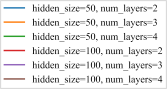 hidden_size=50, num_layers=2
hidden_size=50, num_layers=3
hidden_size=50, num_layers=4
hidden_size=100, num_layers=2
hidden_size=100, num_layers=3
hidden_size=100, num_layers=4